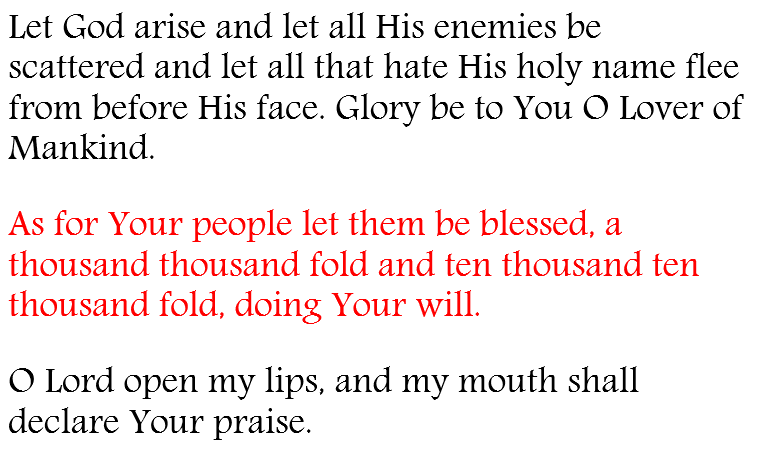 Let God arise and let all His enemies be
scattered and let all that hate His holy name flee
from before His face. Glory be to You O Lover of
Mankind.
As for Your people let them be blessed, a
thousand thousand fold and ten thousand ten
thousand fold, doing Your will.
O Lord open my lips, and my mouth shall
declare Your praise.